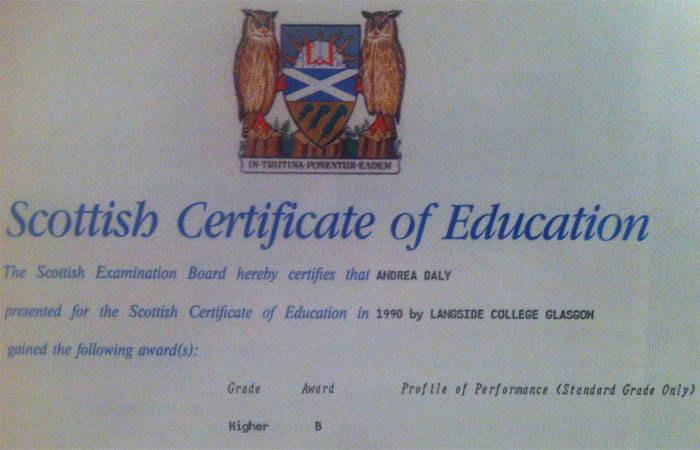 IN·TRUTINA·PONENTUR·EADEM
Scottish Certificate of Education
The Scottish Examination Board hereby certifies that ANDREA DALY
presented for the Scottish Certificate of Education in 1990 by LANGSIDE COLLEGE GLASGOW
gained the following award(s):
Grade Award Profile of Performance (Standard Grade Only)
Higher B